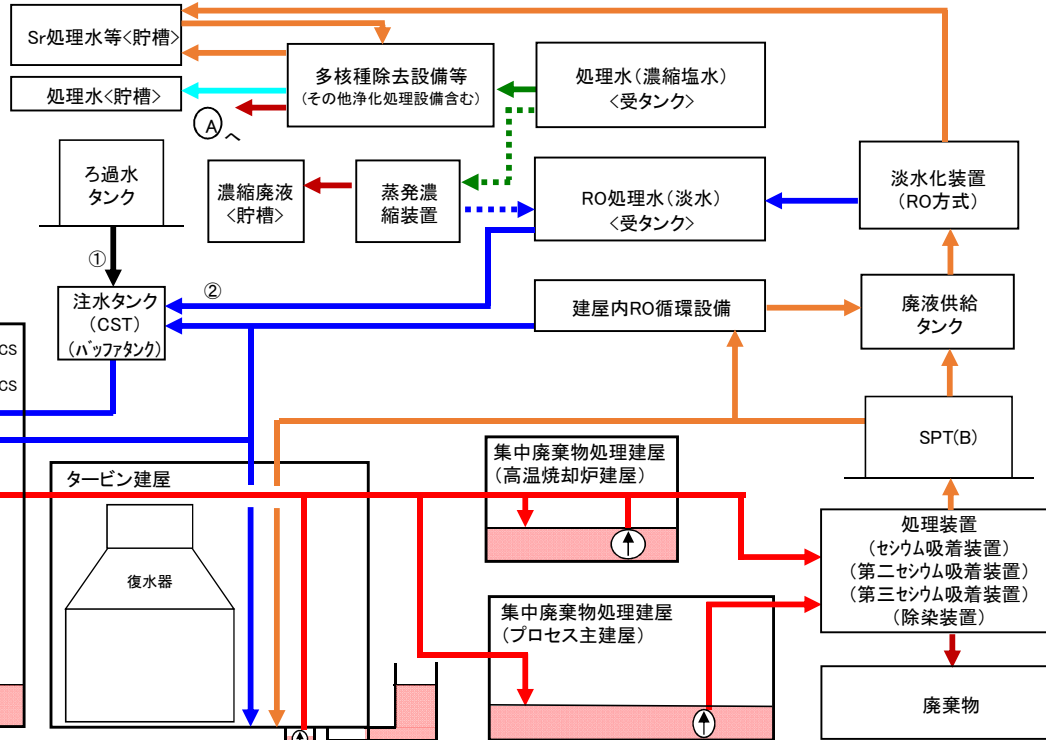 Sr処理水等<貯槽>
処理水<貯槽>
多核種除去設備等
(その他浄化処理設備含む)
処理水(濃縮塩水)
<受タンク>
Aへ
ろ過水
タンク
濃縮廃液
<貯槽>
蒸発濃
縮装置
RO処理水(淡水)
<受タンク>
淡水化装置
(RO方式)
①
②
注水タンク
(CST)
(バッファタンク)
建屋内RO循環設備
廃液供給
タンク
CS
CS
SPT(B)
タービン建屋
復水器
集中廃棄物処理建屋
(高温焼却炉建屋)
集中廃棄物処理建屋
(プロセス主建屋)
処理装置
(セシウム吸着装置)
(第二セシウム吸着装置)
(第三セシウム吸着装置)
(除染装置)
廃棄物